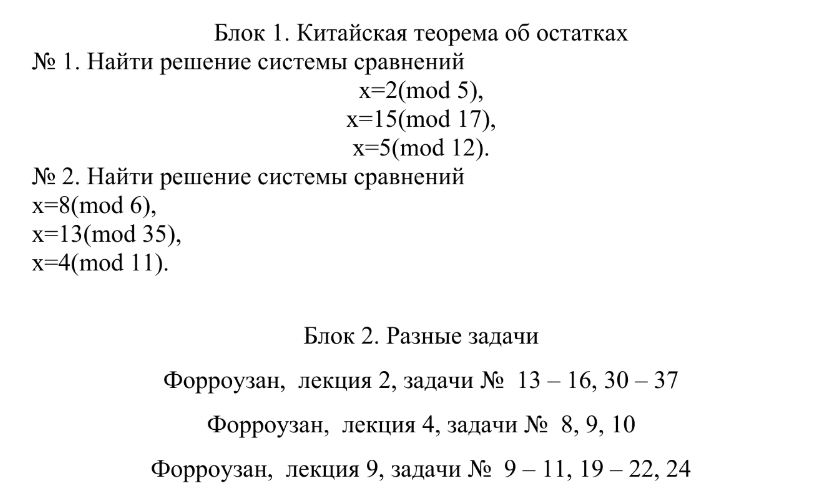 Блок 1. Китайская теорема об остатках
№ 1. Найти решение системы сравнений
x=2(mod 5),
x=15(mod 17),
x=5(mod 12).
№ 2. Найти решение системы сравнений
x=8(mod 6),
x=13(mod 35),
x=4(mod 11).
Блок 2. Разные задачи
Форроузан, лекция 2, задачи № 13 – 16, 30 – 37
Форроузан, лекция 4, задачи № 8, 9, 10
Форроузан, лекция 9, задачи № 9 – 11, 19 – 22, 24